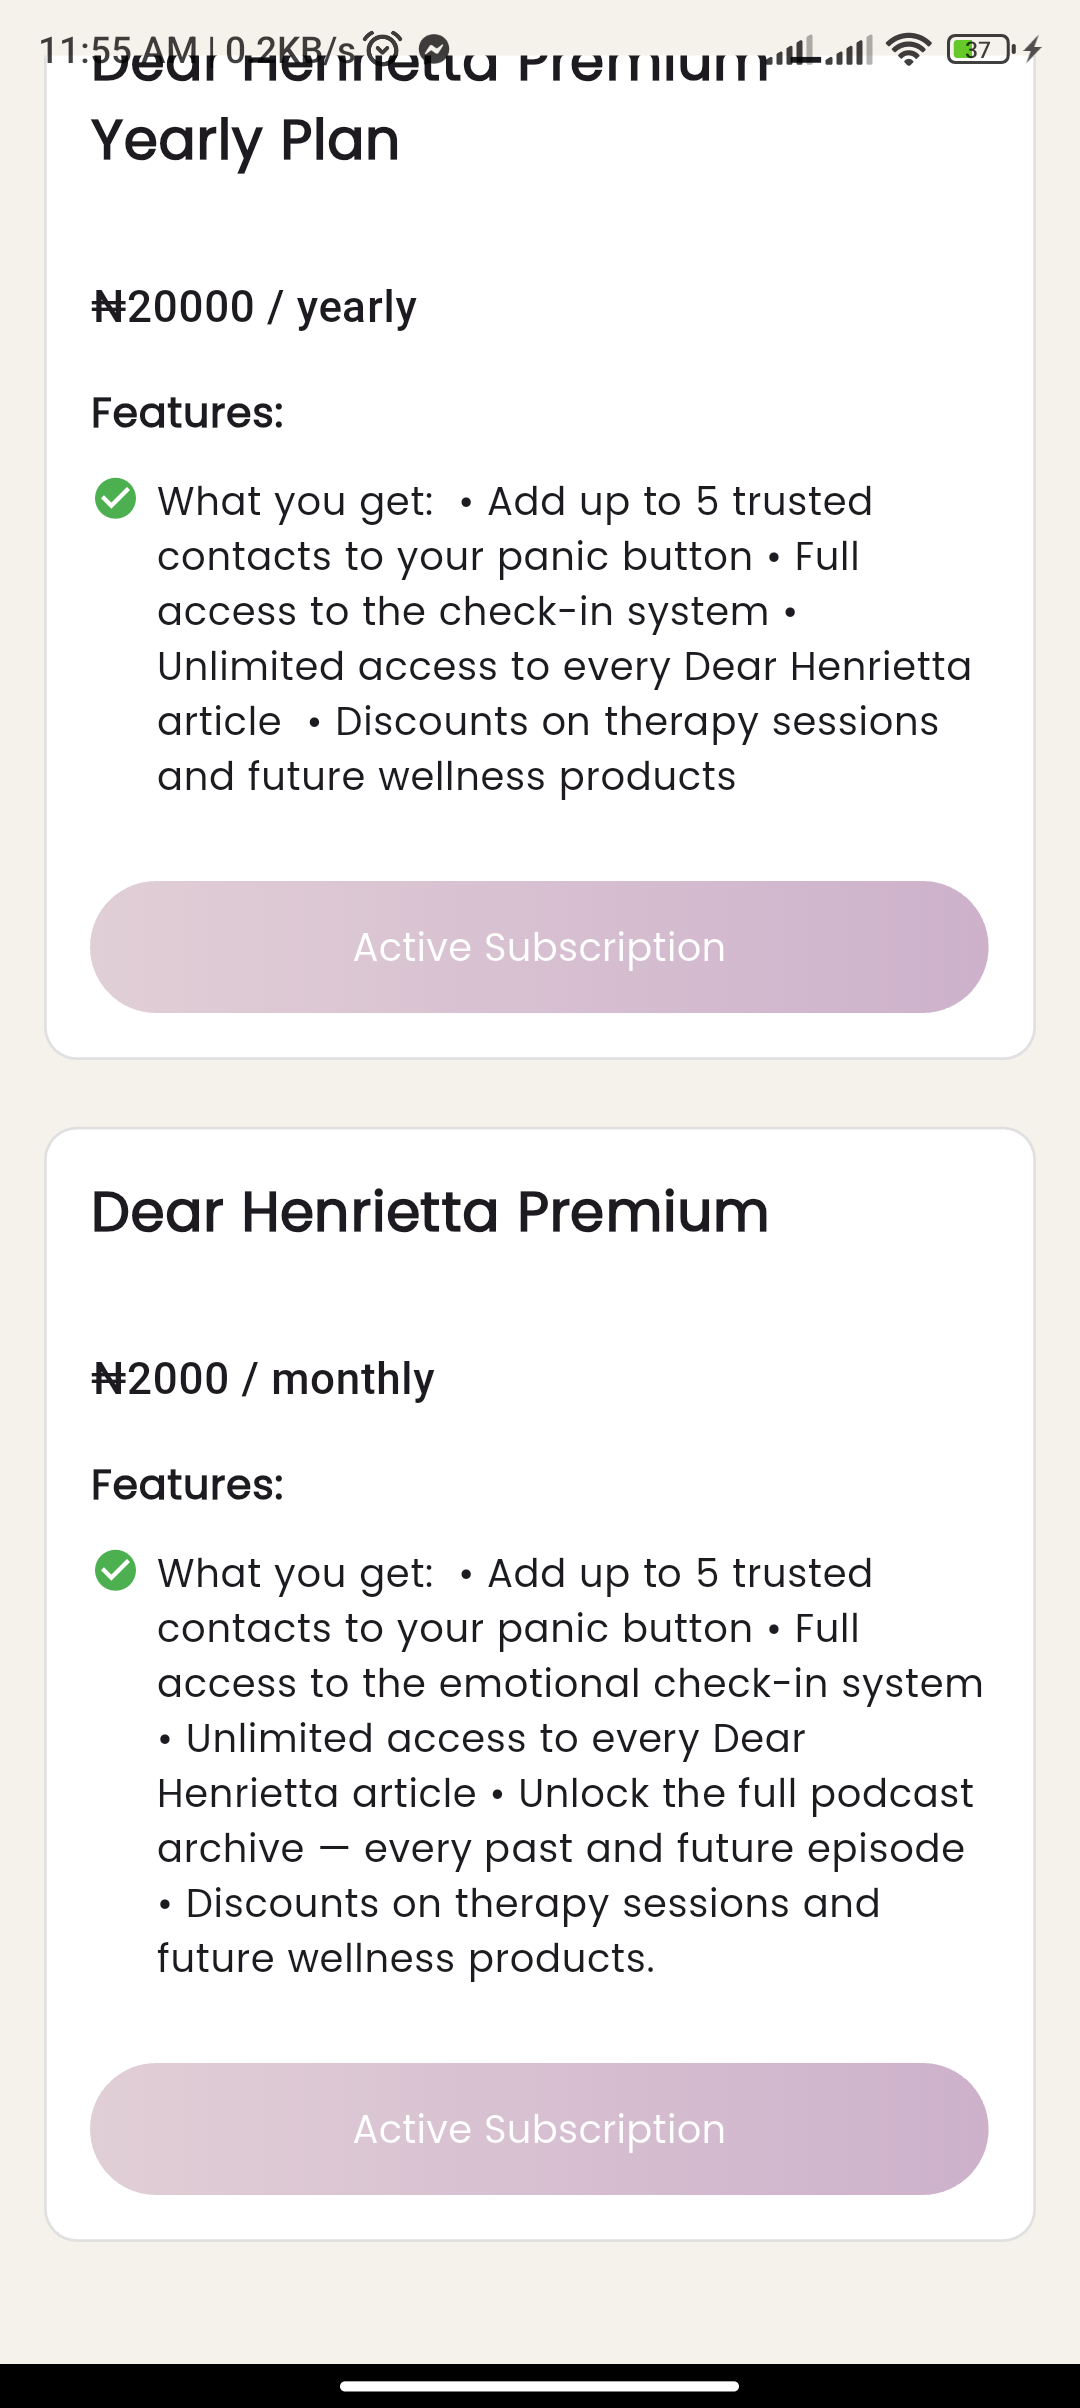 11:55 AM | 0.2KB/s 37
Dear Henrietta Premium –
Yearly Plan
₦20000 / yearly
Features:
What you get:  • Add up to 5 trusted
contacts to your panic button • Full
access to the check-in system •
Unlimited access to every Dear Henrietta
article  • Discounts on therapy sessions
and future wellness products
Active Subscription
Dear Henrietta Premium
₦2000 / monthly
Features:
What you get:  • Add up to 5 trusted
contacts to your panic button • Full
access to the emotional check-in system
• Unlimited access to every Dear
Henrietta article • Unlock the full podcast
archive — every past and future episode
• Discounts on therapy sessions and
future wellness products.
Active Subscription